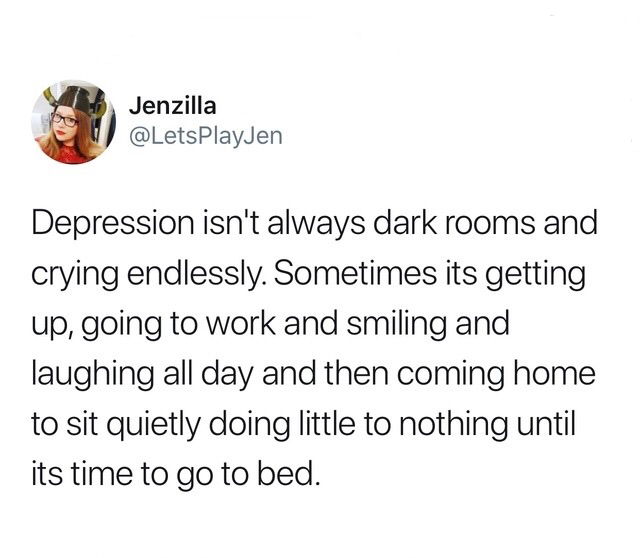 Jenzilla
@LetsPlayJen
Depression isn't always dark rooms and
crying endlessly. Sometimes its getting
up, going to work and smiling and
laughing all day and then coming home
to sit quietly doing little to nothing until
its time to go to bed.